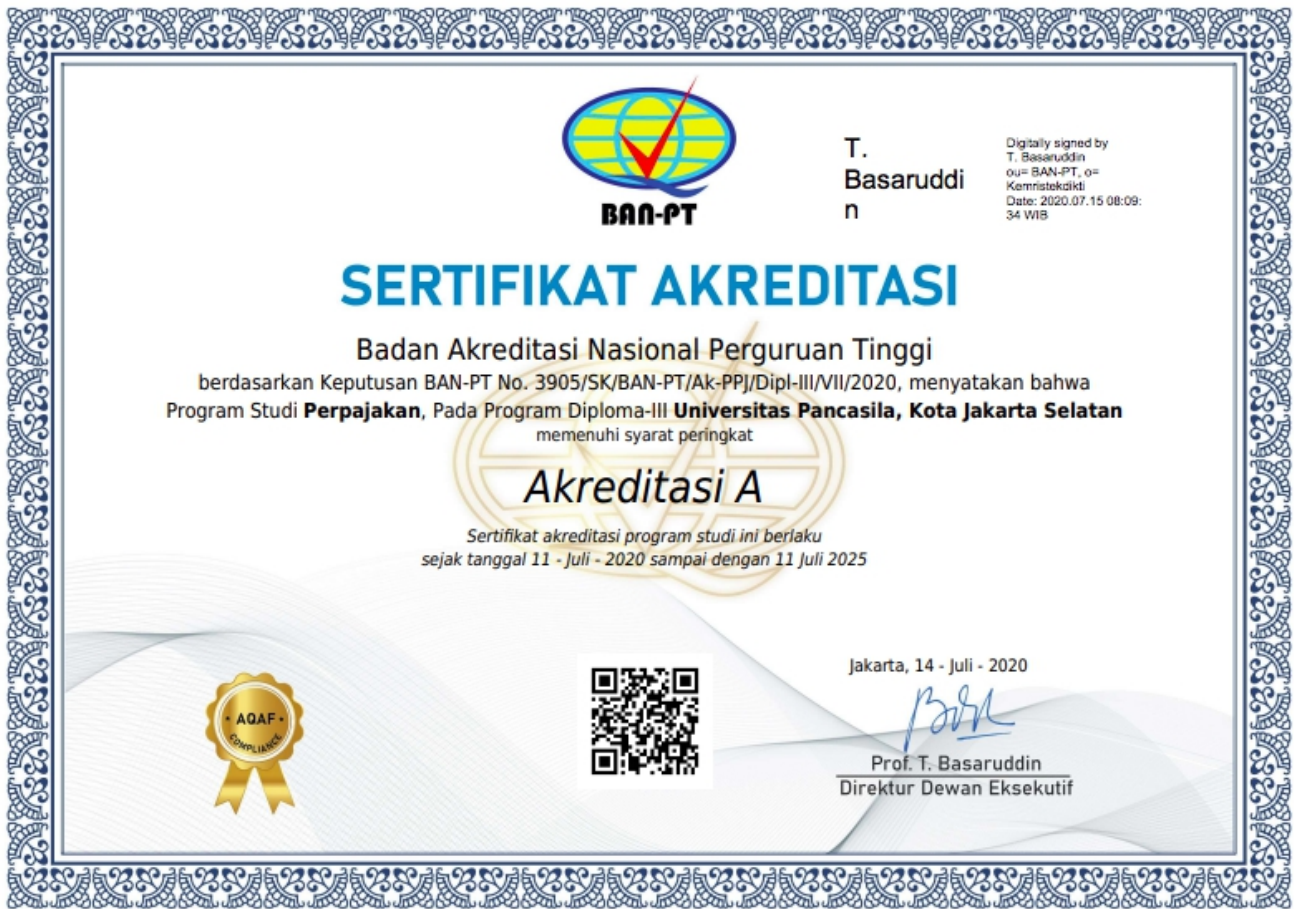 BAN-PT
T.
Basaruddi
n
Digitally signed by
T. Basaruddin
ou= BAN-PT, o=
Kemristekdikti
Date: 2020.07.15 08:09:
34 WIB
SERTIFIKAT AKREDITASI
Badan Akreditasi Nasional Perguruan Tinggi
berdasarkan Keputusan BAN-PT No. 3905/SK/BAN-PT/Ak-PPJ/Dipl-III/VII/2020, menyatakan bahwa
Program Studi Perpajakan, Pada Program Diploma-III Universitas Pancasila, Kota Jakarta Selatan
memenuhi syarat peringkat
Akreditasi A
Sertifikat akreditasi program studi ini berlaku
sejak tanggal 11 - Juli - 2020 sampai dengan 11 Juli 2025
AQAF
COMPLIANCE
Jakarta, 14 - Juli - 2020
Prof. T. Basaruddin
Direktur Dewan Eksekutif